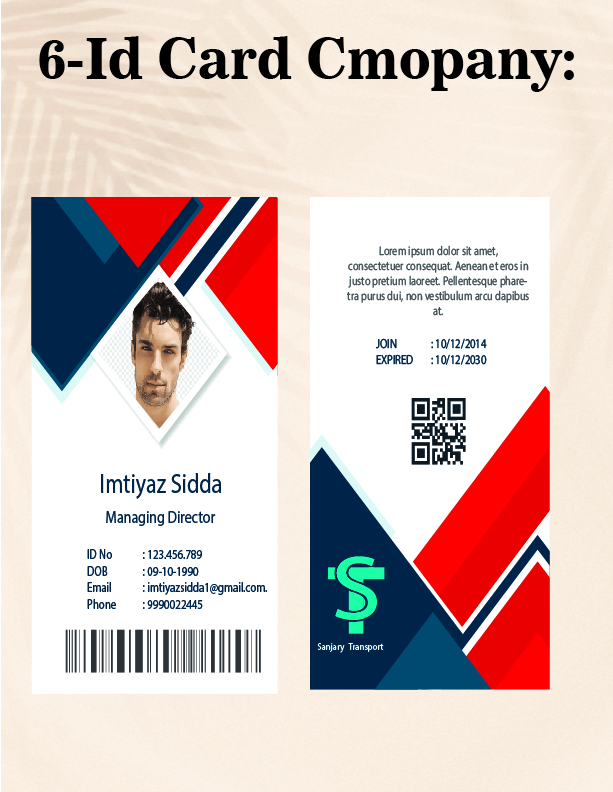 6-Id Card Cmopany:
Imtiyaz Sidda
Managing Director
ID No : 123.456.789
DOB : 09-10-1990
Email : imtiyazsidda1@gmail.com.
Phone : 9990022445
Lorem ipsum dolor sit amet,
consectetuer consequat. Aenean et eros in
justo pretium laoreet. Pellentesque phare-
tra purus dui, non vestibulum arcu dapibus
at.
JOIN : 10/12/2014
EXPIRED : 10/12/2030
ST
Sanjary Transport